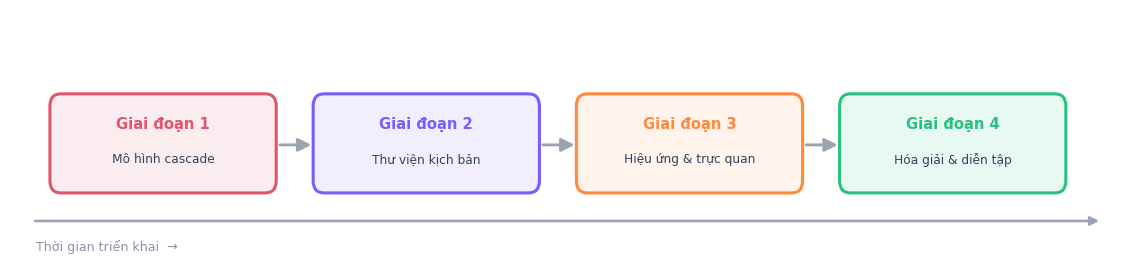 Giai đoạn 1
Mô hình cascade
Giai đoạn 2
Thư viện kịch bản
Giai đoạn 3
Hiệu ứng & trực quan
Giai đoạn 4
Hóa giải & diễn tập
Thời gian triển khai →